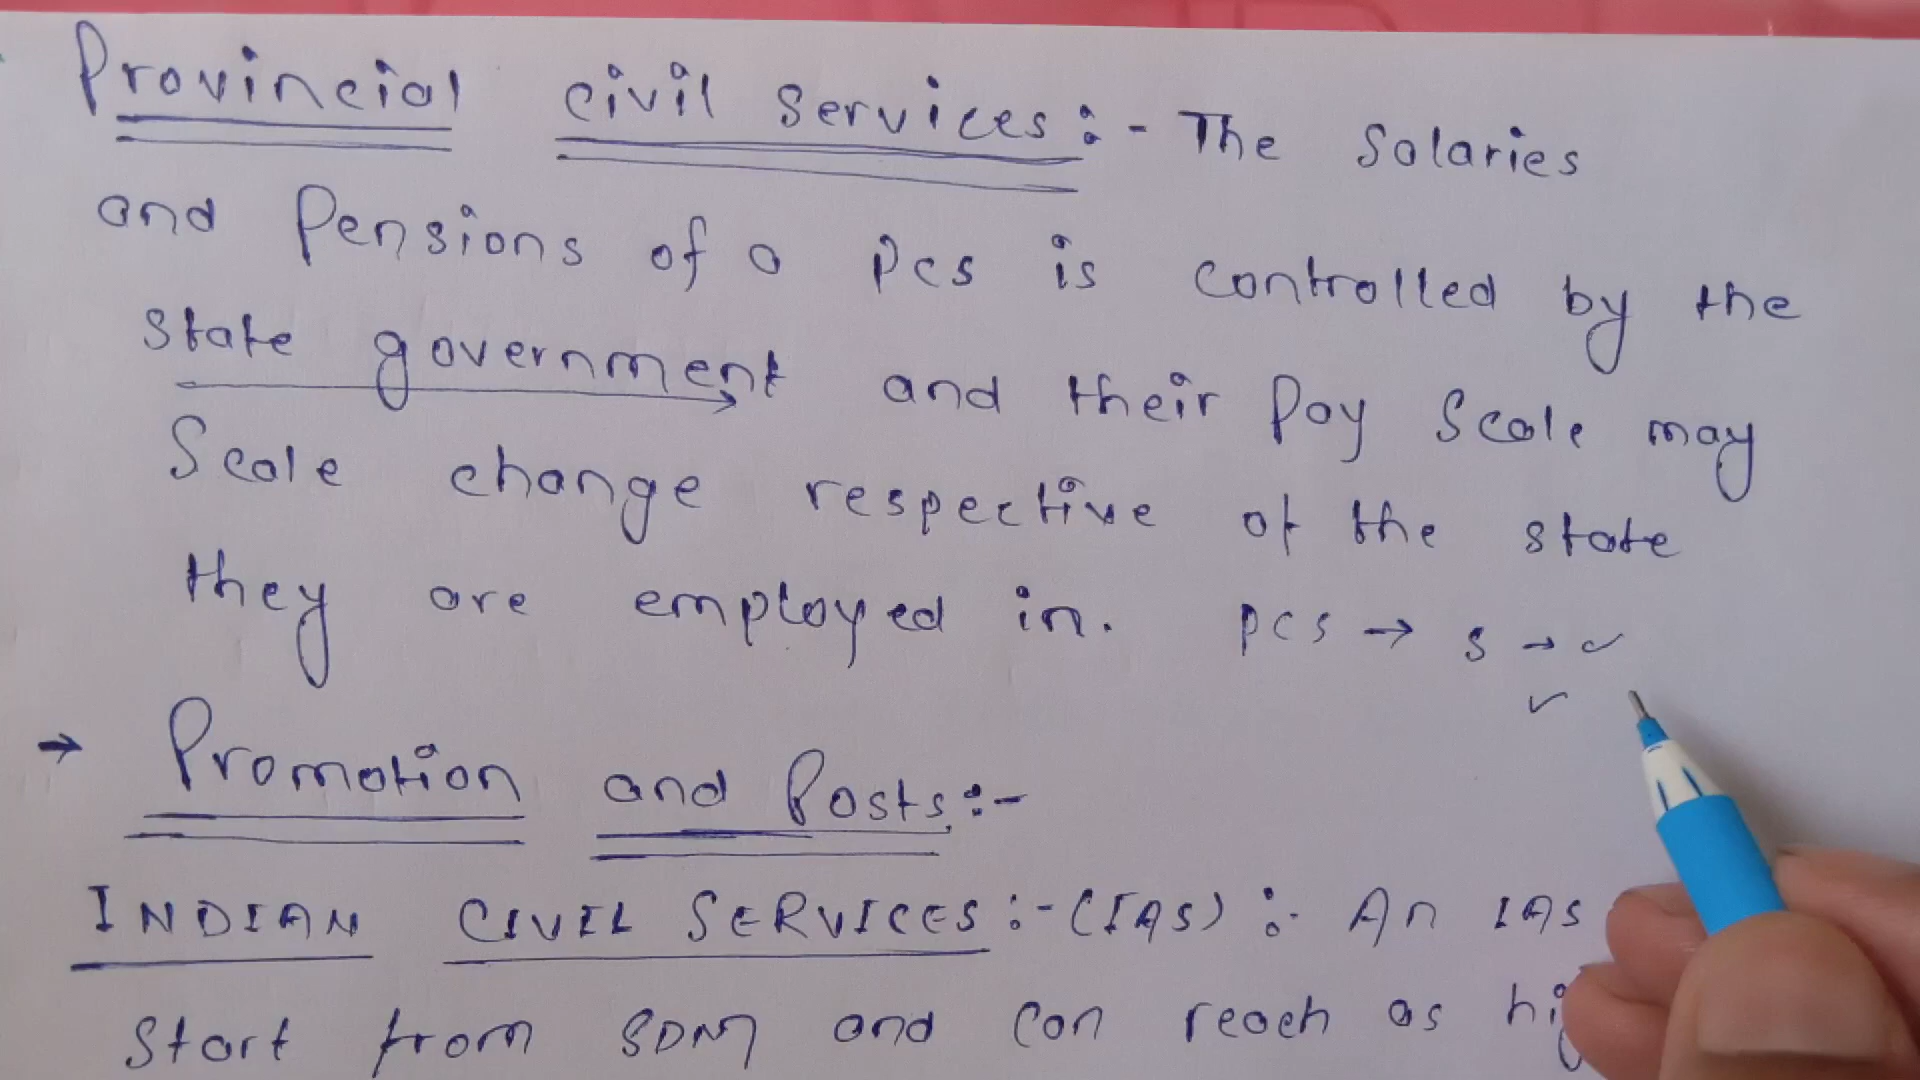 Provincial civil services:- The Salaries
and Pensions of a Pcs is controlled by the
State government and their Pay Scale may
Scale change respective of the state
they are employed in. PCS → S → ✓
✓
→ Promotion and Posts:-
INDIAN CIVIL SERVICES:-(IAS):- An IAS
Start from SDM and Can reach as hi